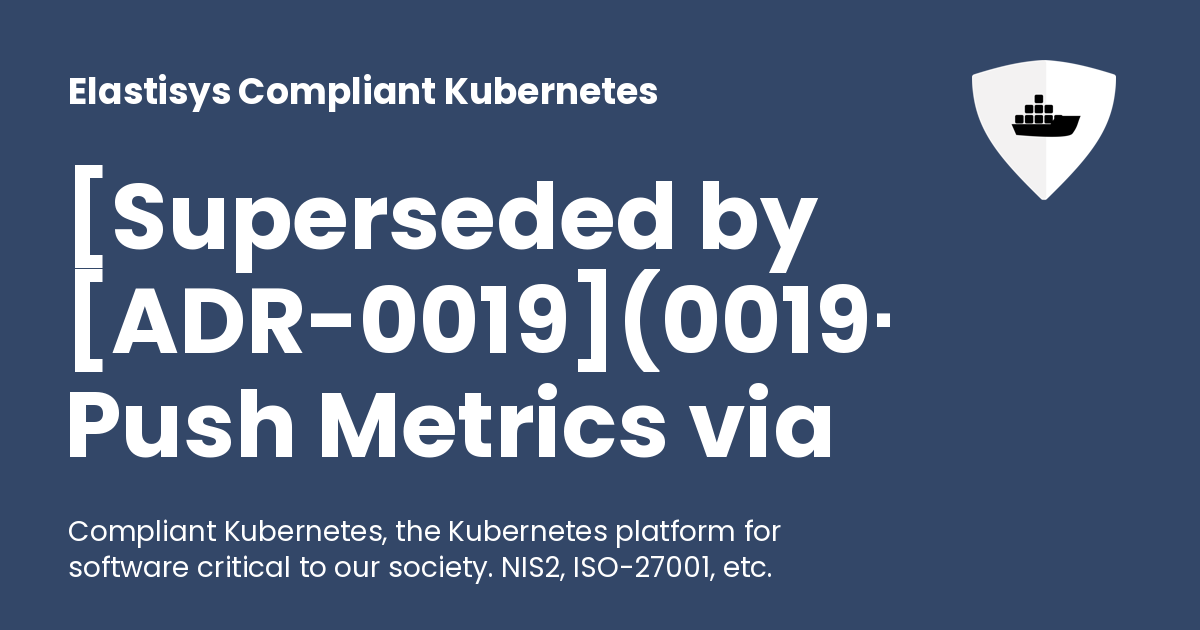 Elastisys Compliant Kubernetes
[Superseded by
[ADR-0019](0019·
Push Metrics via
Compliant Kubernetes, the Kubernetes platform for
software critical to our society. NIS2, ISO-27001, etc.